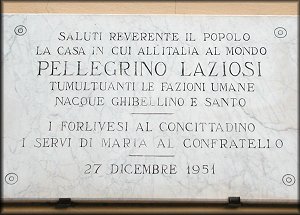 SALUTI REVERENTE IL POPOLO
LA CASA IN CUI ALL'ITALIA AL MONDO
PELLEGRINO LAZIOSI
TUMULTUANTI LE FAZIONI UMANE
NACQUE GHIBELLINO E SANTO
I FORLIVESI AL CONCITTADINO
I SERVI DI MARIA AL CONFRATELLO
27 DICEMBRE 1951